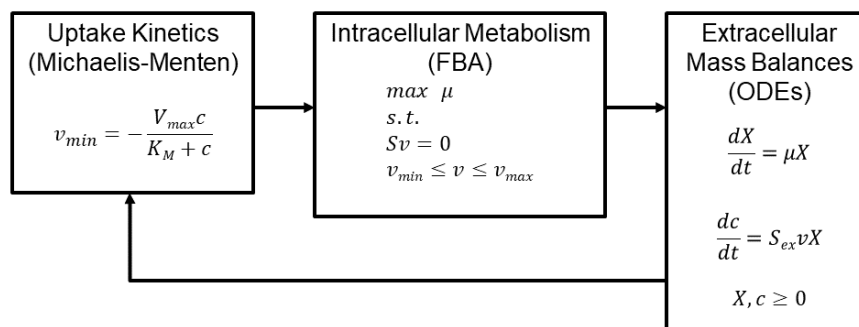 Uptake Kinetics
(Michaelis-Menten)
v_min = − V_max c / (K_M + c)
Intracellular Metabolism
(FBA)
max μ
s.t.
Sv = 0
v_min ≤ v ≤ v_max
Extracellular
Mass Balances
(ODEs)
dX/dt = μX
dc/dt = S_ex vX
X, c ≥ 0